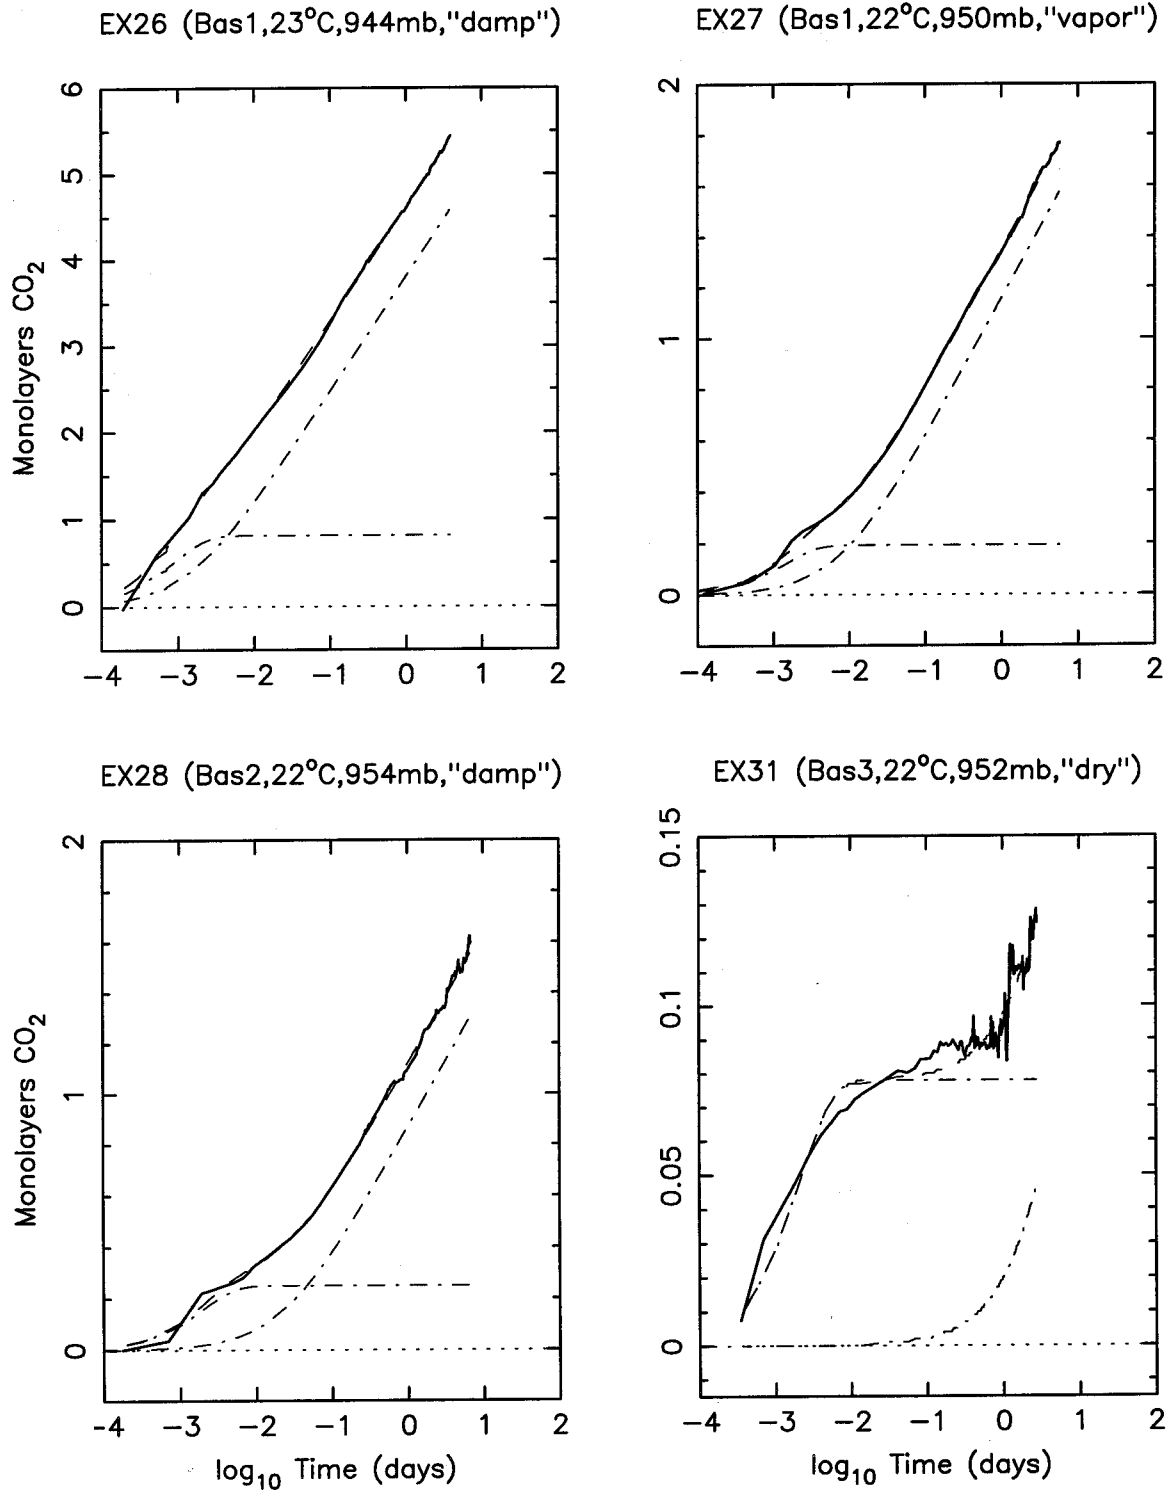 EX26 (Bas1,23°C,944mb,"damp")
EX27 (Bas1,22°C,950mb,"vapor")
Monolayers CO2
6
5
4
3
2
1
0
−4 −3 −2 −1 0 1 2
2
1
0
−4 −3 −2 −1 0 1 2
EX28 (Bas2,22°C,954mb,"damp")
EX31 (Bas3,22°C,952mb,"dry")
Monolayers CO2
2
1
0
−4 −3 −2 −1 0 1 2
log10 Time (days)
0.15
0.1
0.05
0
−4 −3 −2 −1 0 1 2
log10 Time (days)